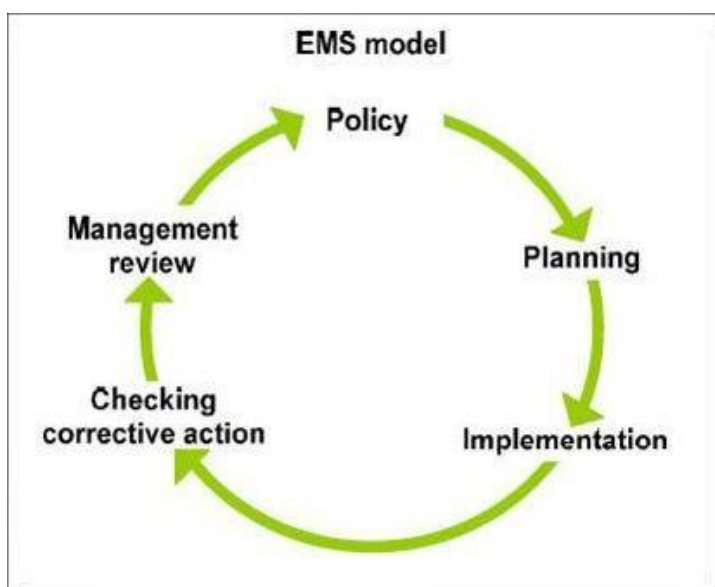 EMS model
Policy
Planning
Implementation
Checking
corrective action
Management
review